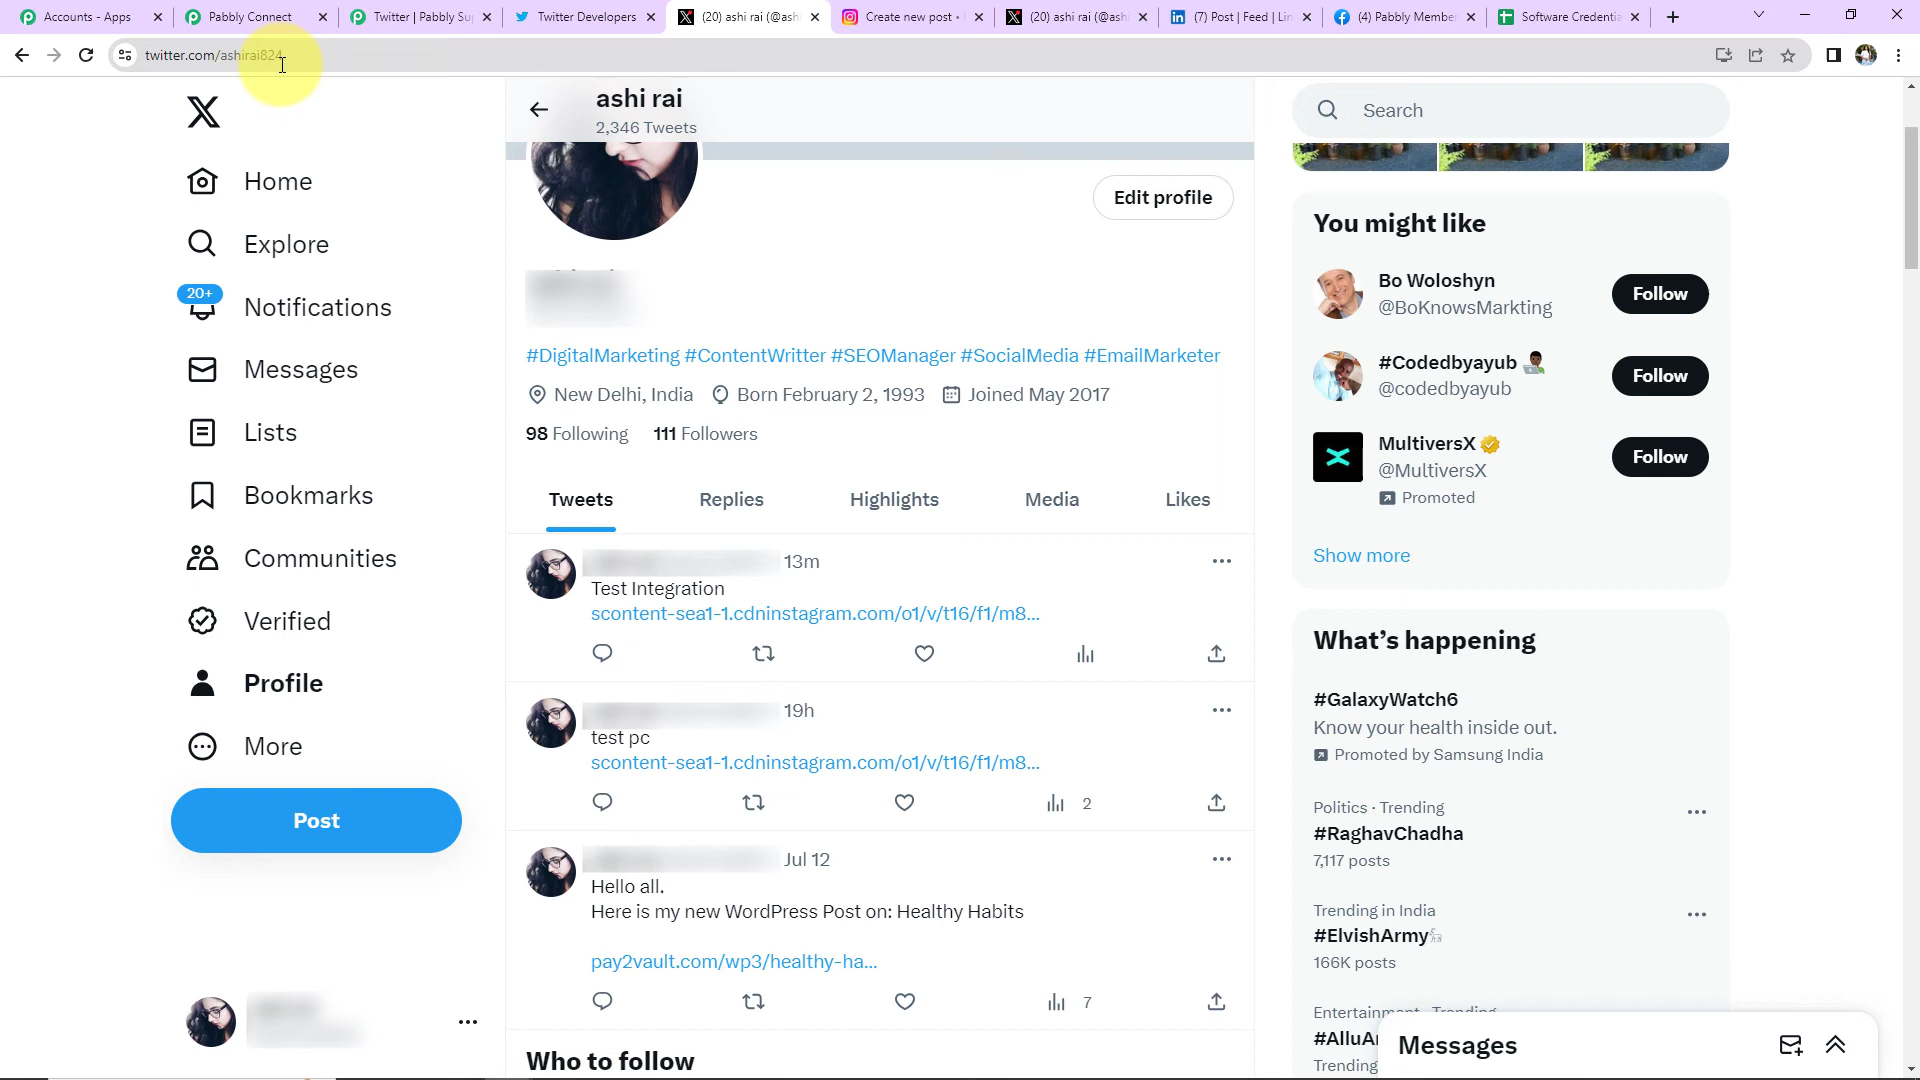 Accounts - Apps
Pabbly Connect
Twitter | Pabbly Su
Twitter Developers
(20) ashi rai (@ash
Create new post •
(20) ashi rai (@ash
(7) Post | Feed | Lin
(4) Pabbly Member
Software Credentia
twitter.com/ashirai824
ashi rai
2,346 Tweets
Search
Home
Explore
20+
Notifications
Messages
Lists
Bookmarks
Communities
Verified
Profile
More
Post
Edit profile
#DigitalMarketing #ContentWritter #SEOManager #SocialMedia #EmailMarketer
New Delhi, India Born February 2, 1993 Joined May 2017
98 Following 111 Followers
Tweets Replies Highlights Media Likes
13m
Test Integration
scontent-sea1-1.cdninstagram.com/o1/v/t16/f1/m8...
19h
test pc
scontent-sea1-1.cdninstagram.com/o1/v/t16/f1/m8...
2
Jul 12
Hello all.
Here is my new WordPress Post on: Healthy Habits
pay2vault.com/wp3/healthy-ha...
7
Who to follow
You might like
Bo Woloshyn
@BoKnowsMarkting
Follow
#Codedbyayub
@codedbyayub
Follow
MultiversX
@MultiversX
Promoted
Follow
Show more
What's happening
#GalaxyWatch6
Know your health inside out.
Promoted by Samsung India
Politics · Trending
#RaghavChadha
7,117 posts
Trending in India
#ElvishArmy
166K posts
Entertainment · Trending
#AlluAr
Trending
Messages